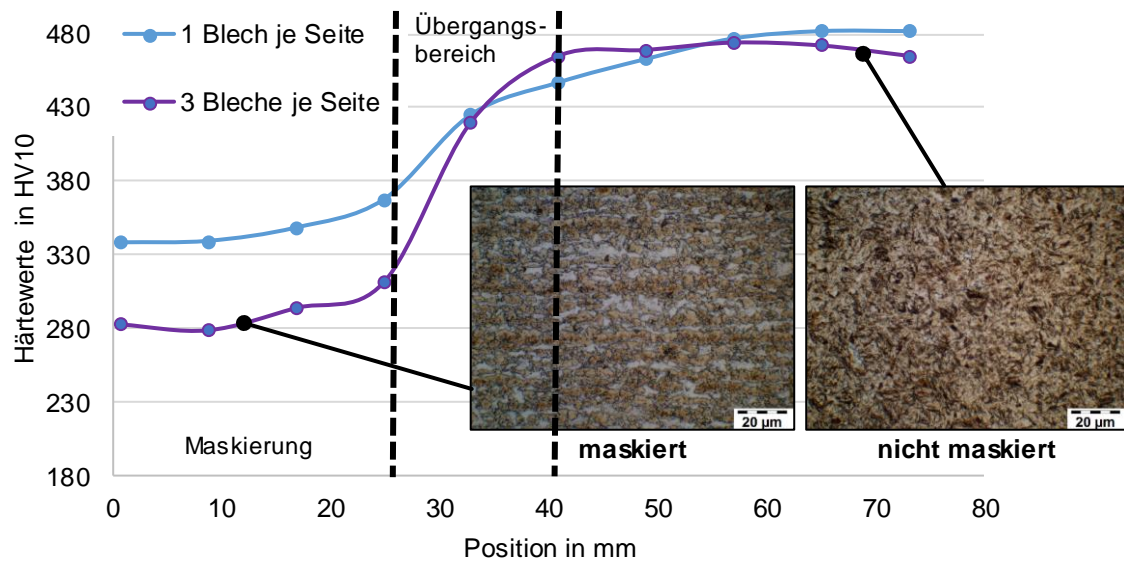 480
430
380
330
280
230
180
Härtewerte in HV10
1 Blech je Seite
3 Bleche je Seite
Übergangs-
bereich
Maskierung
20 µm
20 µm
maskiert
nicht maskiert
0 10 20 30 40 50 60 70 80
Position in mm